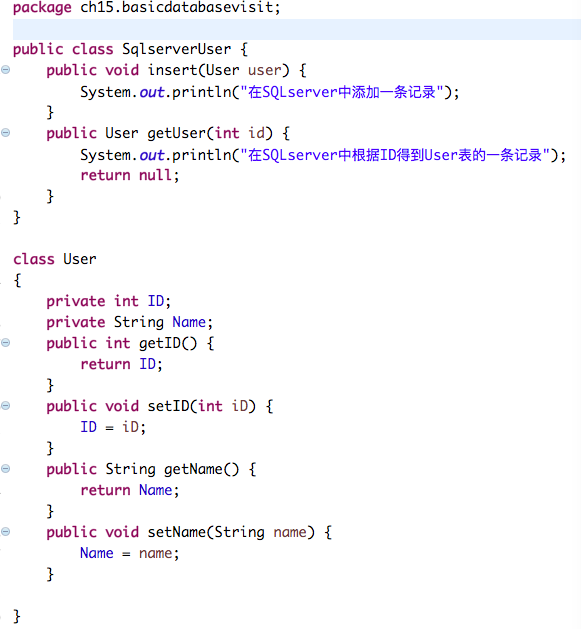 package ch15.basicdatabasevisit;
public class SqlserverUser {
public void insert(User user) {
System.out.println("在SQLserver中添加一条记录");
}
public User getUser(int id) {
System.out.println("在SQLserver中根据ID得到User表的一条记录");
return null;
}
}
class User
{
private int ID;
private String Name;
public int getID() {
return ID;
}
public void setID(int iD) {
ID = iD;
}
public String getName() {
return Name;
}
public void setName(String name) {
Name = name;
}
}